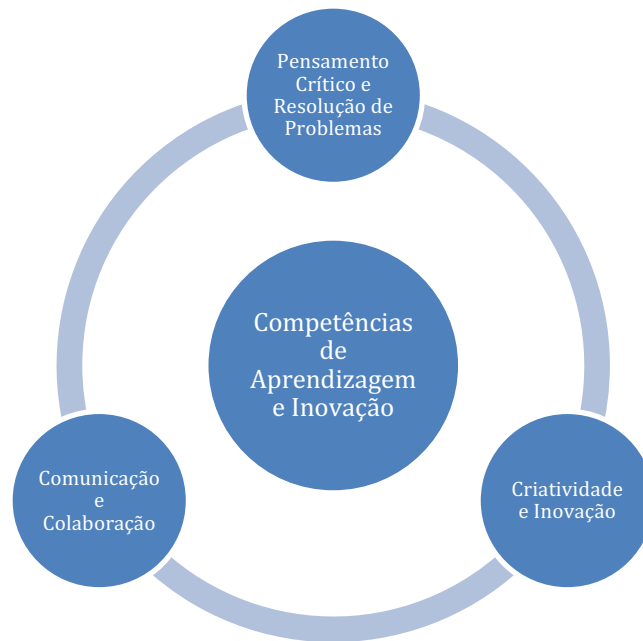 Pensamento
Crítico e
Resolução de
Problemas
Competências
de
Aprendizagem
e Inovação
Comunicação
e
Colaboração
Criatividade
e Inovação